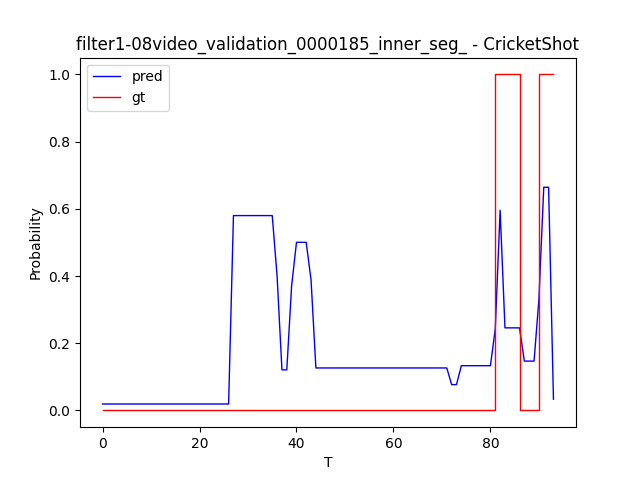 filter1-08video_validation_0000185_inner_seg_ - CricketShot
pred
gt
1.0
0.8
0.6
0.4
0.2
0.0
Probability
0
20
40
60
80
T